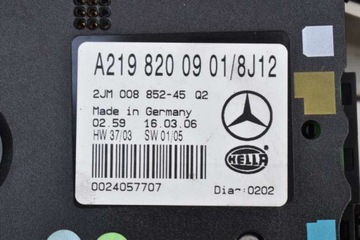 A219 820 09 01/8J12
2JM 008 852-45 Q2
Made in Germany
02.59 16.03.06
HW 37/03 SW 01/05
HELLA
0024057707
Diag:0202